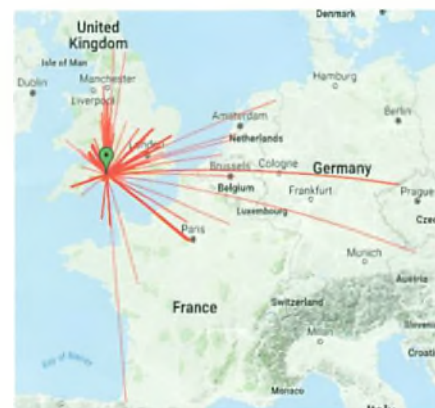 Denmark
United
Kingdom
Isle of Man
Dublin
Manchester
Liverpool
Hamburg
Amsterdam
Berlin
Netherlands
London
Brussels
Cologne
Germany
Belgium
Frankfurt
Prague
Luxembourg
Paris
Munich
Austria
France
Switzerland
Milan
Bay of Biscay
Monaco